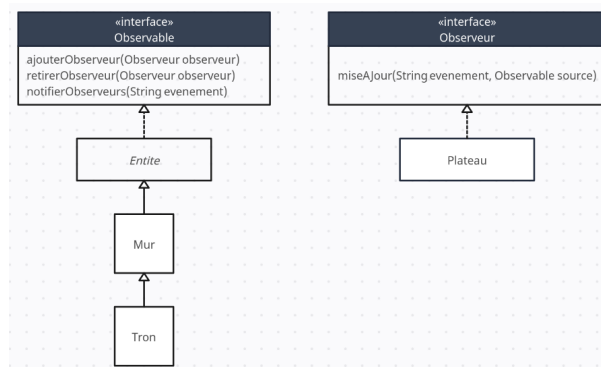 «interface»
Observable
ajouterObserveur(Observeur observeur)
retirerObserveur(Observeur observeur)
notifierObserveurs(String evenement)
Entite
Mur
Tron
«interface»
Observeur
miseAJour(String evenement, Observable source)
Plateau